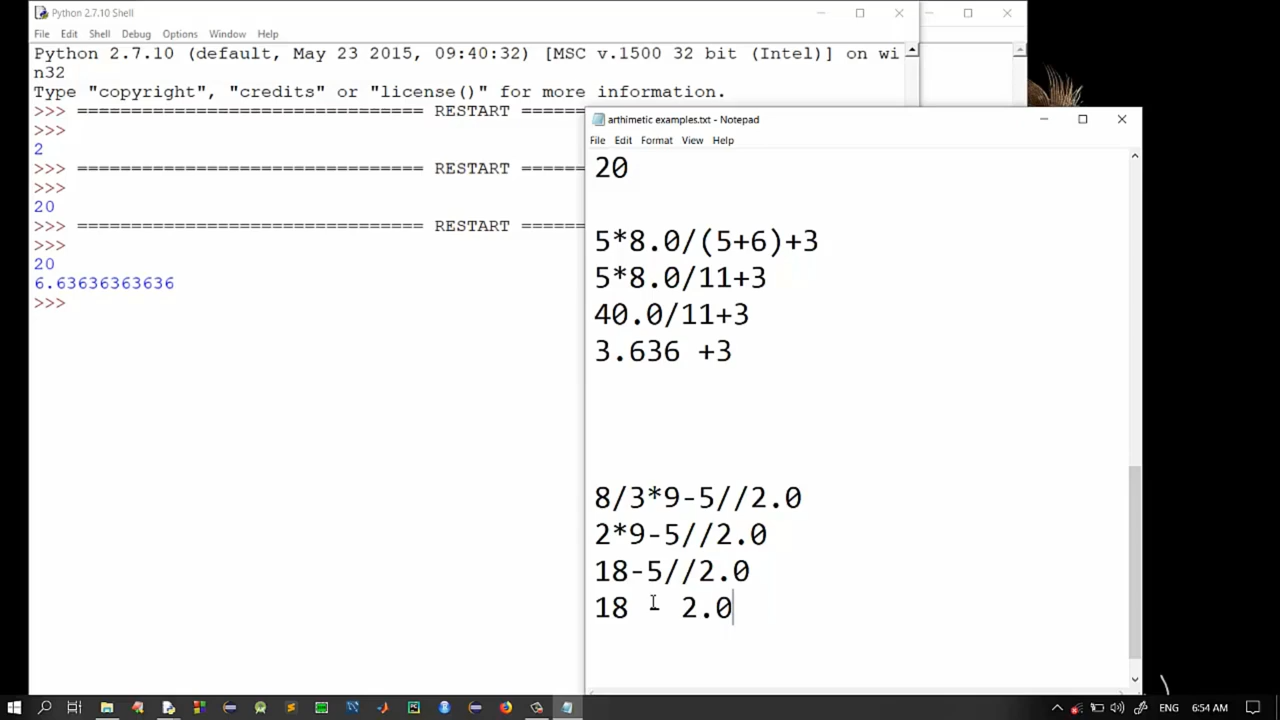 Python 2.7.10 Shell
File Edit Shell Debug Options Window Help
Python 2.7.10 (default, May 23 2015, 09:40:32) [MSC v.1500 32 bit (Intel)] on wi
n32
Type "copyright", "credits" or "license()" for more information.
>>> ================================ RESTART ======
>>>
2
>>> ================================ RESTART ======
>>>
20
>>> ================================ RESTART ======
>>>
20
6.63636363636
>>>
arthimetic examples.txt - Notepad
File Edit Format View Help
20
5*8.0/(5+6)+3
5*8.0/11+3
40.0/11+3
3.636 +3
8/3*9-5//2.0
2*9-5//2.0
18-5//2.0
18 - 2.0
ENG 6:54 AM